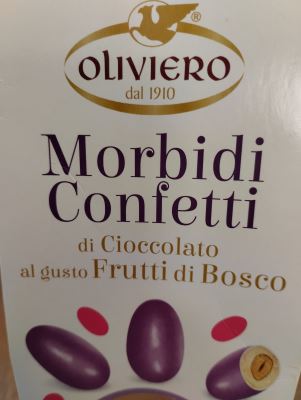 OLIVIERO
dal 1910
Morbidi
Confetti
di Cioccolato
al gusto Frutti di Bosco